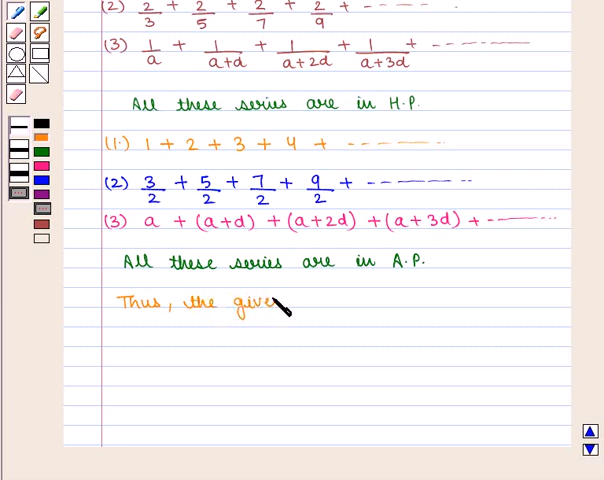 (2) 2/3 + 2/5 + 2/7 + 2/9 + - - - - - .
(3) 1/a + 1/(a+d) + 1/(a+2d) + 1/(a+3d) + - - - - - - -
All these series are in H.P.
(1.) 1 + 2 + 3 + 4 + - - - - - - -
(2) 3/2 + 5/2 + 7/2 + 9/2 + - - - - - - -
(3) a + (a+d) + (a+2d) + (a+3d) + - - - - - -
All these series are in A.P.
Thus, the give